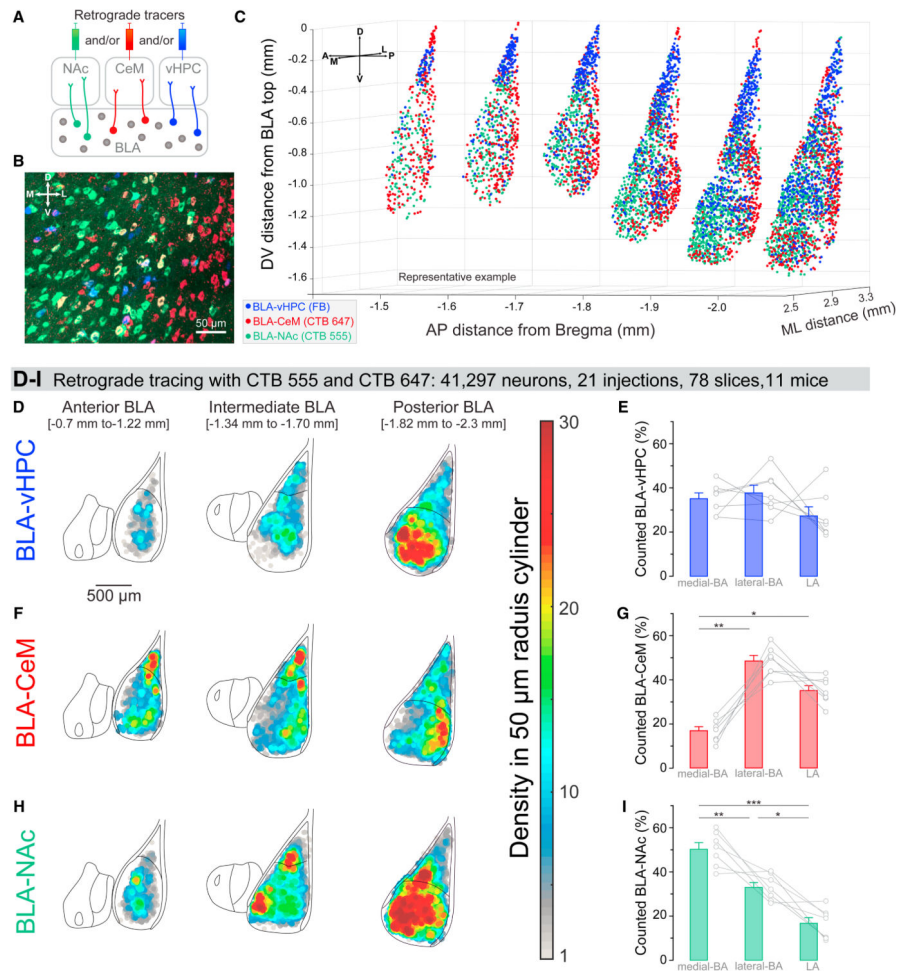 A
Retrograde tracers
and/or and/or
NAc CeM vHPC
BLA
B
D
M L
V
50 µm
C
DV distance from BLA top (mm)
0
-0.2
-0.4
-0.6
-0.8
-1.0
-1.2
-1.4
-1.6
D
A L
M P
V
Representative example
BLA-vHPC (FB)
BLA-CeM (CTB 647)
BLA-NAc (CTB 555)
-1.5 -1.6 -1.7 -1.8 -1.9 -2.0 2.5 2.9 3.3
AP distance from Bregma (mm)
ML distance (mm)
D-I Retrograde tracing with CTB 555 and CTB 647: 41,297 neurons, 21 injections, 78 slices,11 mice
D
Anterior BLA Intermediate BLA Posterior BLA
[-0.7 mm to-1.22 mm] [-1.34 mm to -1.70 mm] [-1.82 mm to -2.3 mm]
BLA-vHPC
500 µm
Density in 50 µm raduis cylinder
30
20
10
1
E
Counted BLA-vHPC (%)
60
40
20
0
medial-BA lateral-BA LA
F
BLA-CeM
G
Counted BLA-CeM (%)
*
**
60
40
20
0
medial-BA lateral-BA LA
H
BLA-NAc
I
Counted BLA-NAc (%)
***
** *
60
40
20
0
medial-BA lateral-BA LA